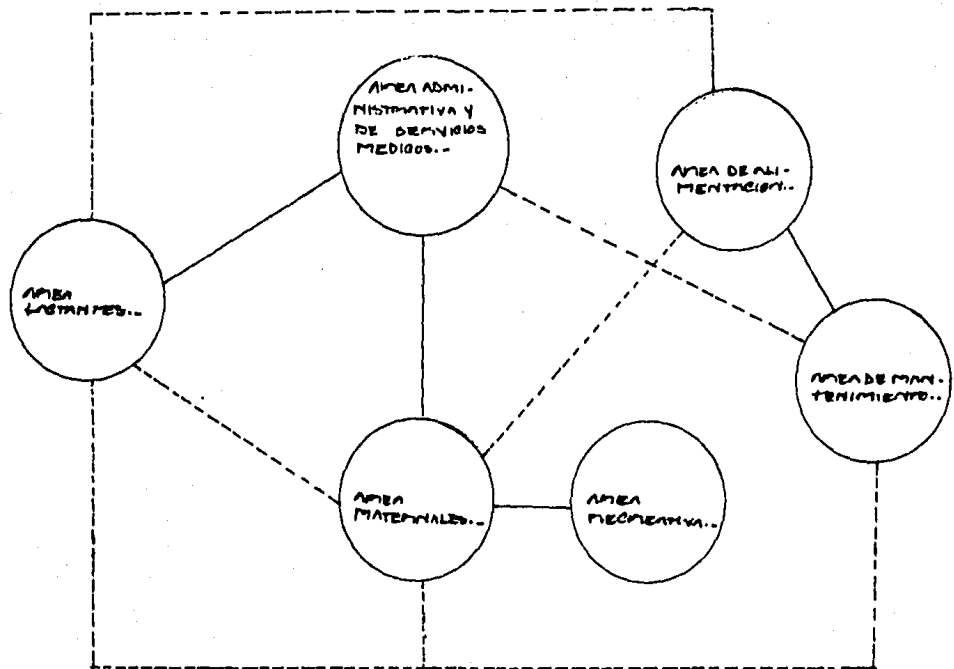 AREA ADMI-
NISTRATIVA Y
DE SERVICIOS
MEDICOS..
AREA DE ALI-
MENTACION..
AREA
LACTANTES...
AREA DE MAN-
TENIMIENTO..
AREA
MATERNALES...
AREA
RECREATIVA..